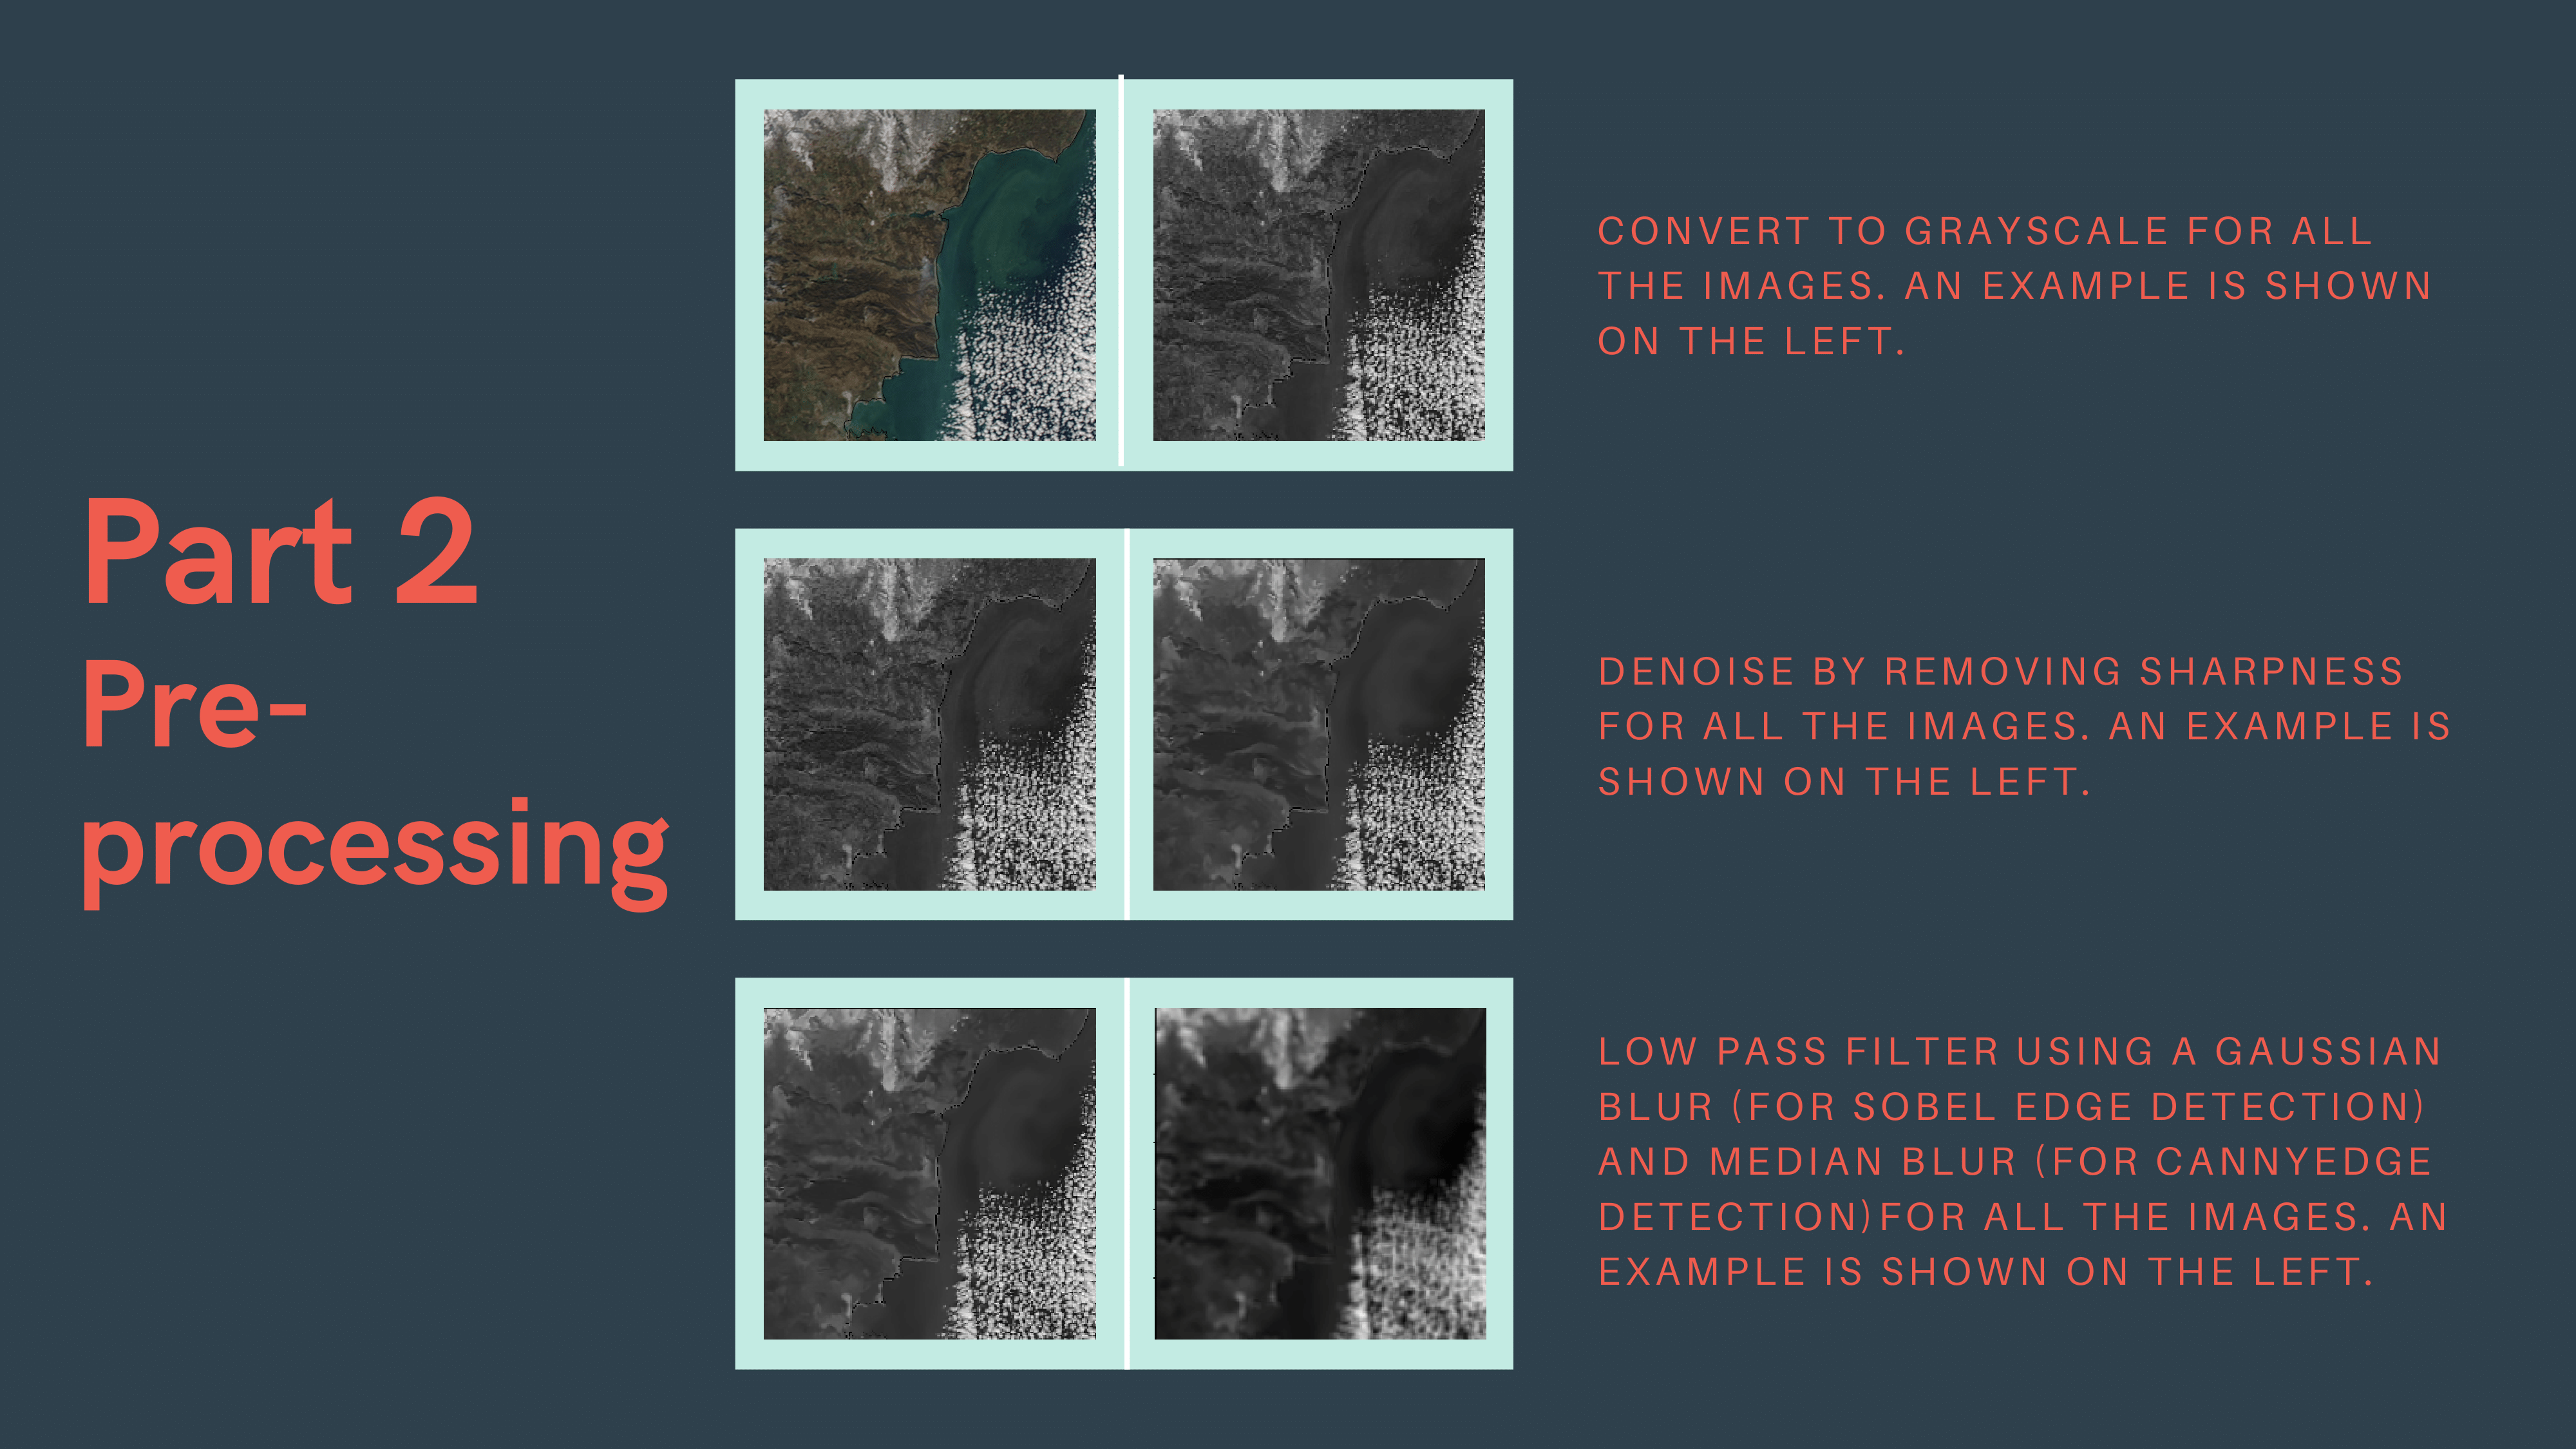 Part 2
Pre-
processing
CONVERT TO GRAYSCALE FOR ALL
THE IMAGES. AN EXAMPLE IS SHOWN
ON THE LEFT.
DENOISE BY REMOVING SHARPNESS
FOR ALL THE IMAGES. AN EXAMPLE IS
SHOWN ON THE LEFT.
LOW PASS FILTER USING A GAUSSIAN
BLUR (FOR SOBEL EDGE DETECTION)
AND MEDIAN BLUR (FOR CANNYEDGE
DETECTION)FOR ALL THE IMAGES. AN
EXAMPLE IS SHOWN ON THE LEFT.